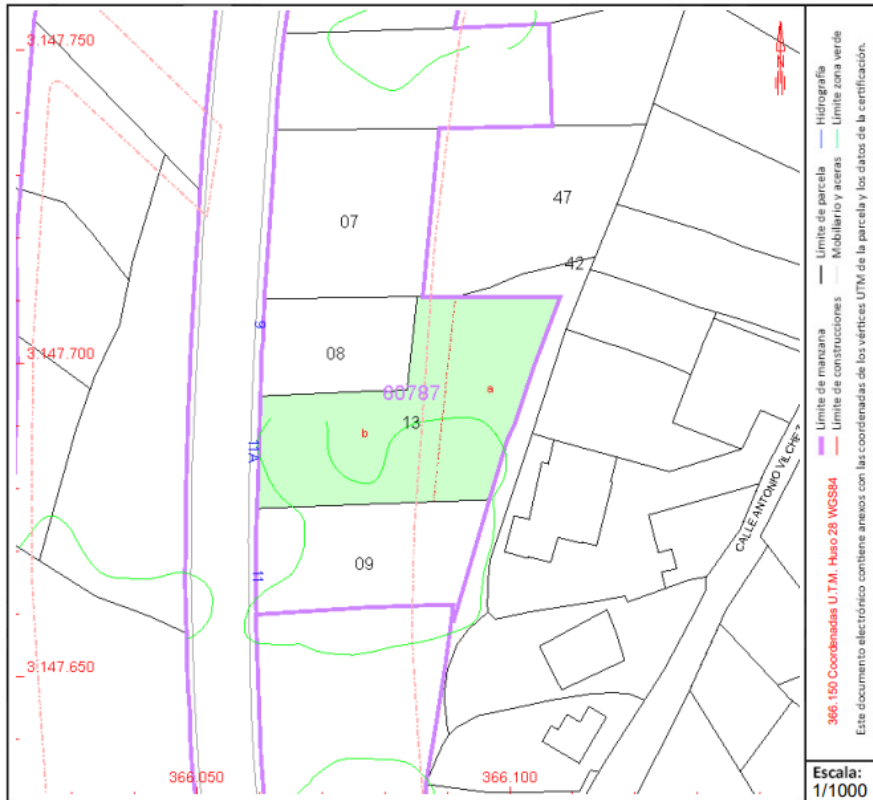 3.147.750
47
07
42
9
3.147.700
08
00787
a
13
b
11A
CALLE ANTONIO VILCHEZ
09
11
3.147.650
366.050
366.100
Hidrografía
Límite zona verde
Límite de parcela
Mobiliario y aceras
Límite de manzana
Límite de construcciones
366.150 Coordenadas U.T.M. Huso 28 WGS84
Este documento electrónico contiene anexos con las coordenadas de los vértices UTM de la parcela y los datos de la certificación.
Escala:
1/1000